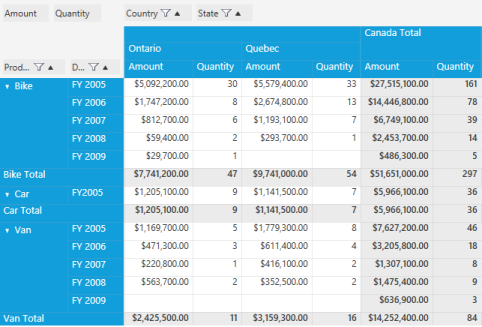 Amount Quantity Country State
Canada Total
Ontario Quebec
Prod... D... Amount Quantity Amount Quantity Amount Quantity
Bike FY 2005 $5,092,200.00 30 $5,579,400.00 33 $27,515,100.00 161
FY 2006 $1,747,200.00 8 $2,674,800.00 13 $14,446,800.00 78
FY 2007 $812,700.00 6 $1,193,100.00 7 $6,749,100.00 39
FY 2008 $59,400.00 2 $293,700.00 1 $2,453,700.00 14
FY 2009 $29,700.00 1 $486,300.00 5
Bike Total $7,741,200.00 47 $9,741,000.00 54 $51,651,000.00 297
Car FY2005 $1,205,100.00 9 $1,141,500.00 7 $5,966,100.00 36
Car Total $1,205,100.00 9 $1,141,500.00 7 $5,966,100.00 36
Van FY 2005 $1,169,700.00 5 $1,779,300.00 8 $7,627,200.00 46
FY 2006 $471,300.00 3 $611,400.00 4 $3,205,800.00 18
FY 2007 $220,800.00 1 $416,100.00 2 $1,307,100.00 8
FY 2008 $563,700.00 2 $352,500.00 2 $1,475,400.00 9
FY 2009 $636,900.00 3
Van Total $2,425,500.00 11 $3,159,300.00 16 $14,252,400.00 84